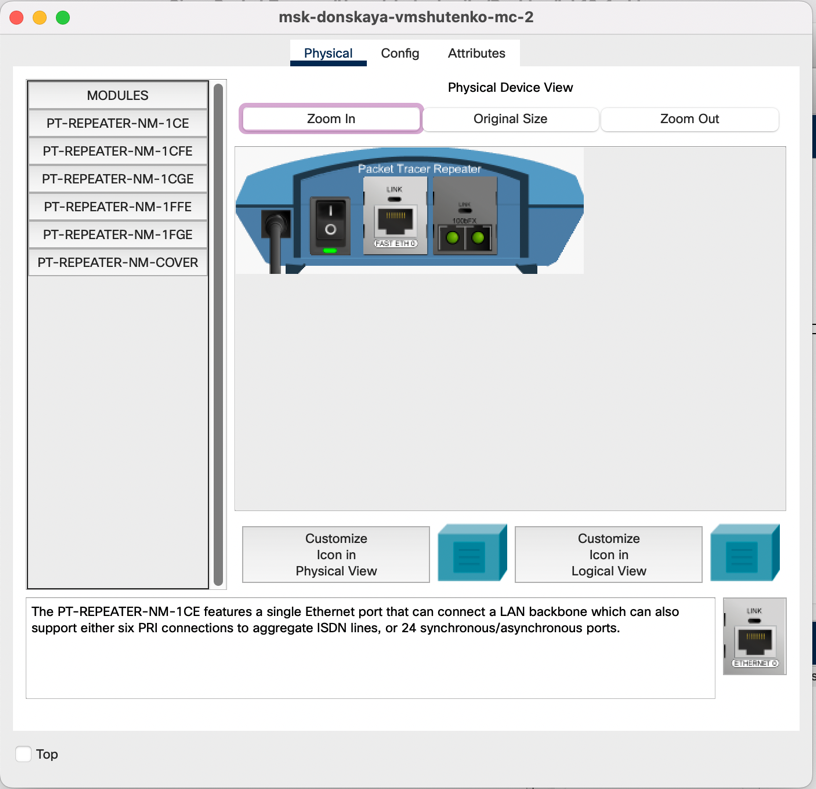 msk-donskaya-vmshutenko-mc-2
Physical
Config
Attributes
MODULES
PT-REPEATER-NM-1CE
PT-REPEATER-NM-1CFE
PT-REPEATER-NM-1CGE
PT-REPEATER-NM-1FFE
PT-REPEATER-NM-1FGE
PT-REPEATER-NM-COVER
Physical Device View
Zoom In
Original Size
Zoom Out
Packet Tracer Repeater
LINK
FAST ETH 0
LINK
100bFX
Customize
Icon in
Physical View
Customize
Icon in
Logical View
The PT-REPEATER-NM-1CE features a single Ethernet port that can connect a LAN backbone which can also
support either six PRI connections to aggregate ISDN lines, or 24 synchronous/asynchronous ports.
LINK
ETHERNET 0
Top